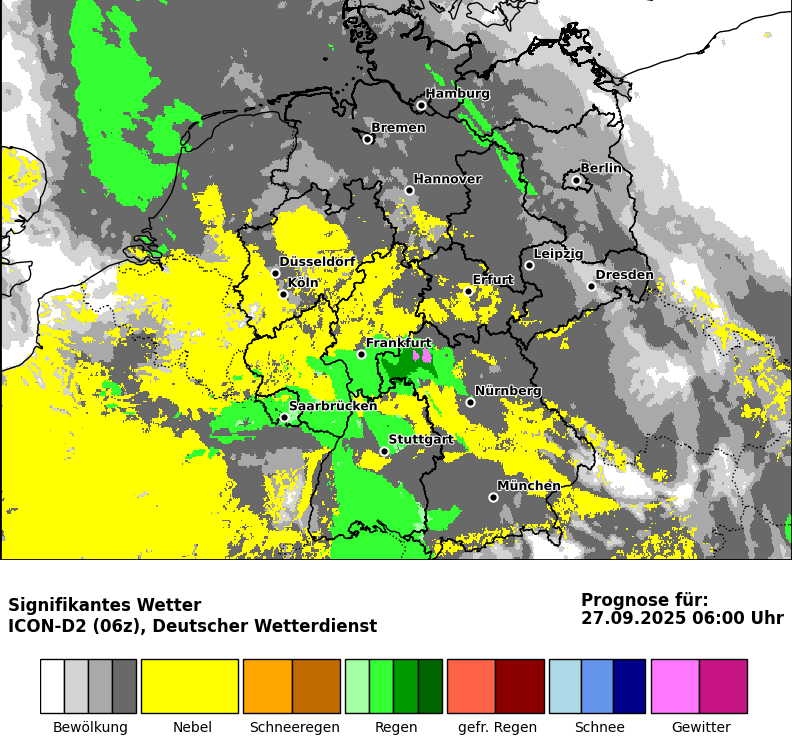 Hamburg
Bremen
Berlin
Hannover
Leipzig
Düsseldorf
Dresden
Köln
Erfurt
Frankfurt
Nürnberg
Saarbrücken
Stuttgart
München
Signifikantes Wetter
ICON-D2 (06z), Deutscher Wetterdienst
Prognose für:
27.09.2025 06:00 Uhr
Bewölkung Nebel Schneeregen Regen gefr. Regen Schnee Gewitter